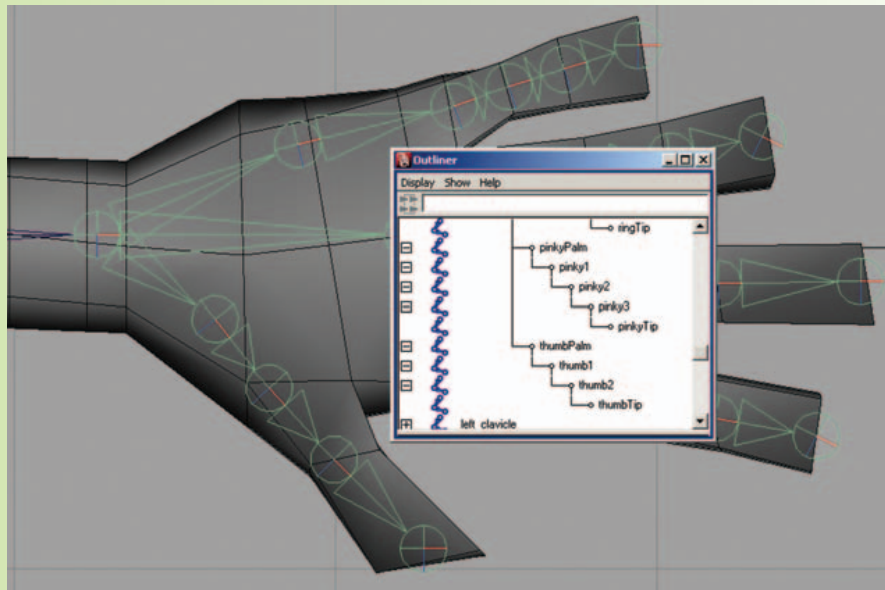 Outliner
Display Show Help
ringTip
pinkyPalm
pinky1
pinky2
pinky3
pinkyTip
thumbPalm
thumb1
thumb2
thumbTip
left_clavicle